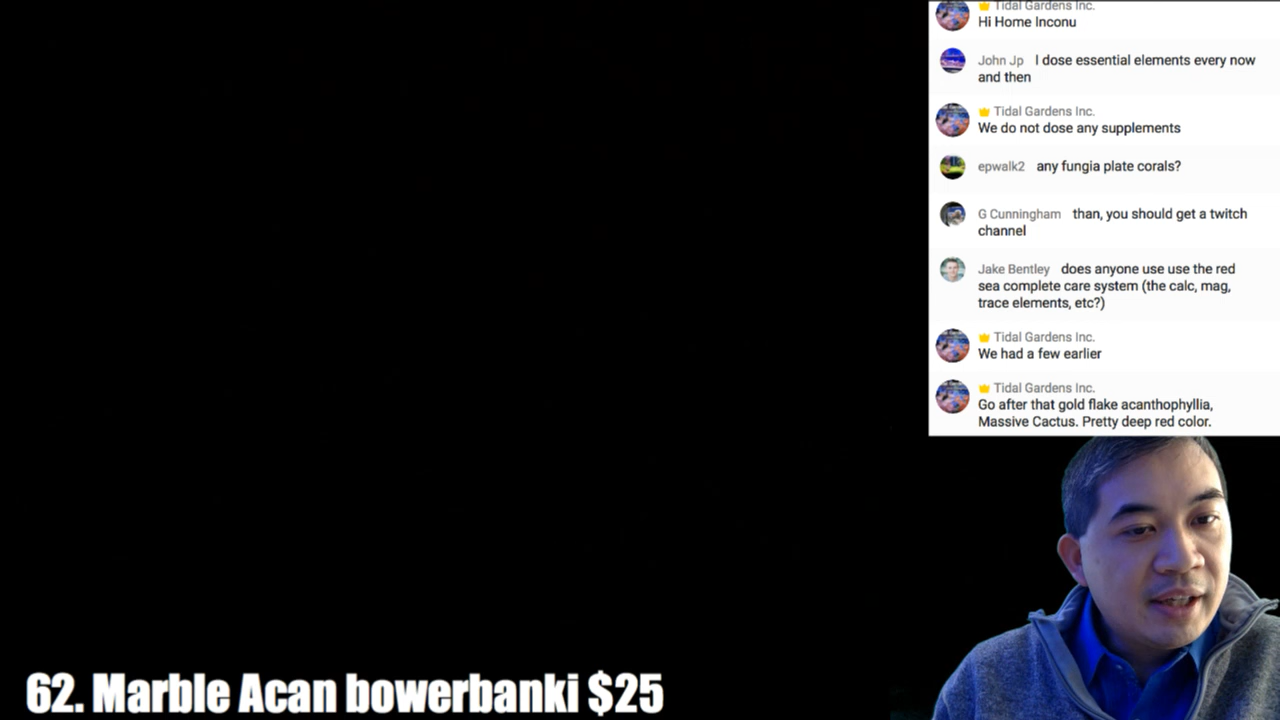 Tidal Gardens Inc.
Hi Home Inconu
John Jp I dose essential elements every now
and then
Tidal Gardens Inc.
We do not dose any supplements
epwalk2 any fungia plate corals?
G Cunningham than, you should get a twitch
channel
Jake Bentley does anyone use use the red
sea complete care system (the calc, mag,
trace elements, etc?)
Tidal Gardens Inc.
We had a few earlier
Tidal Gardens Inc.
Go after that gold flake acanthophyllia,
Massive Cactus. Pretty deep red color.
62. Marble Acan bowerbanki $25